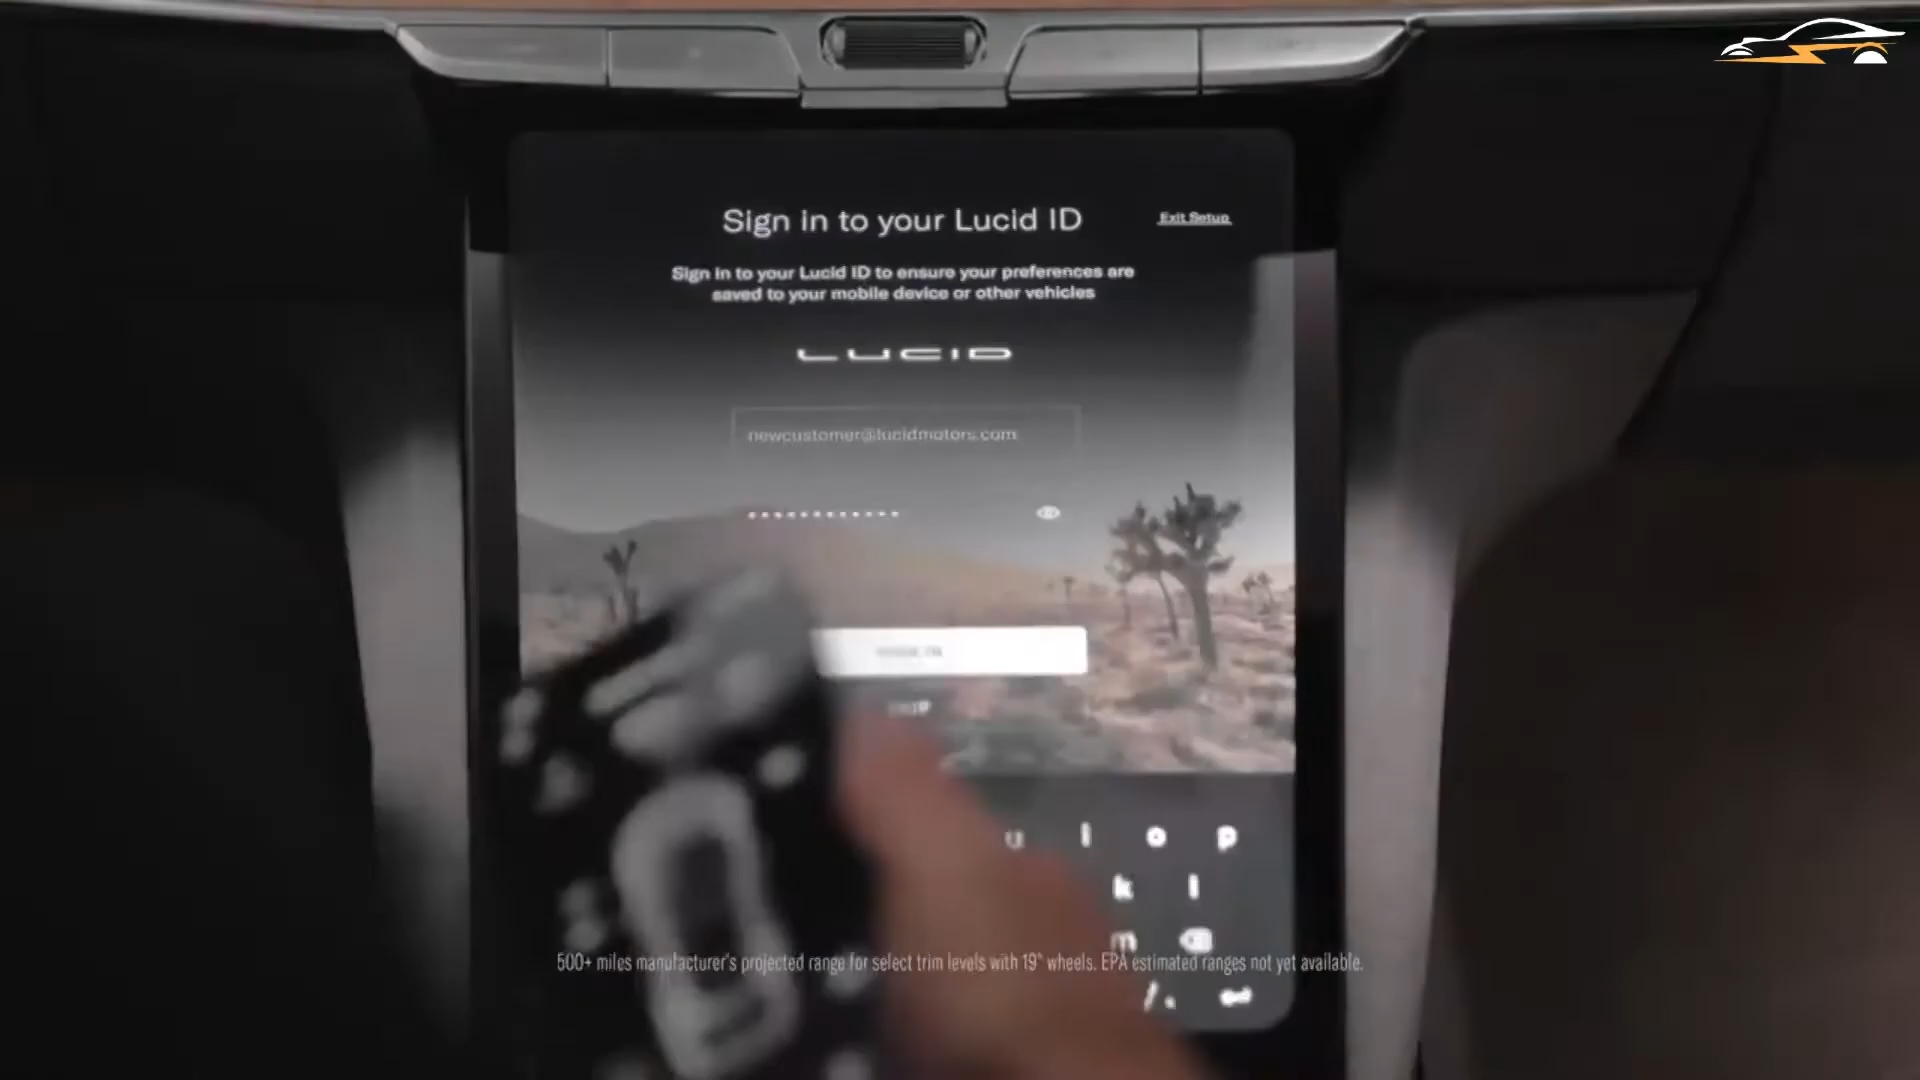 Sign in to your Lucid ID
Exit Setup
Sign in to your Lucid ID to ensure your preferences are
saved to your mobile device or other vehicles
LUCID
newcustomer@lucidmotors.com
u i o p
k l
m
500+ miles manufacturer's projected range for select trim levels with 19" wheels. EPA estimated ranges not yet available.
/ .